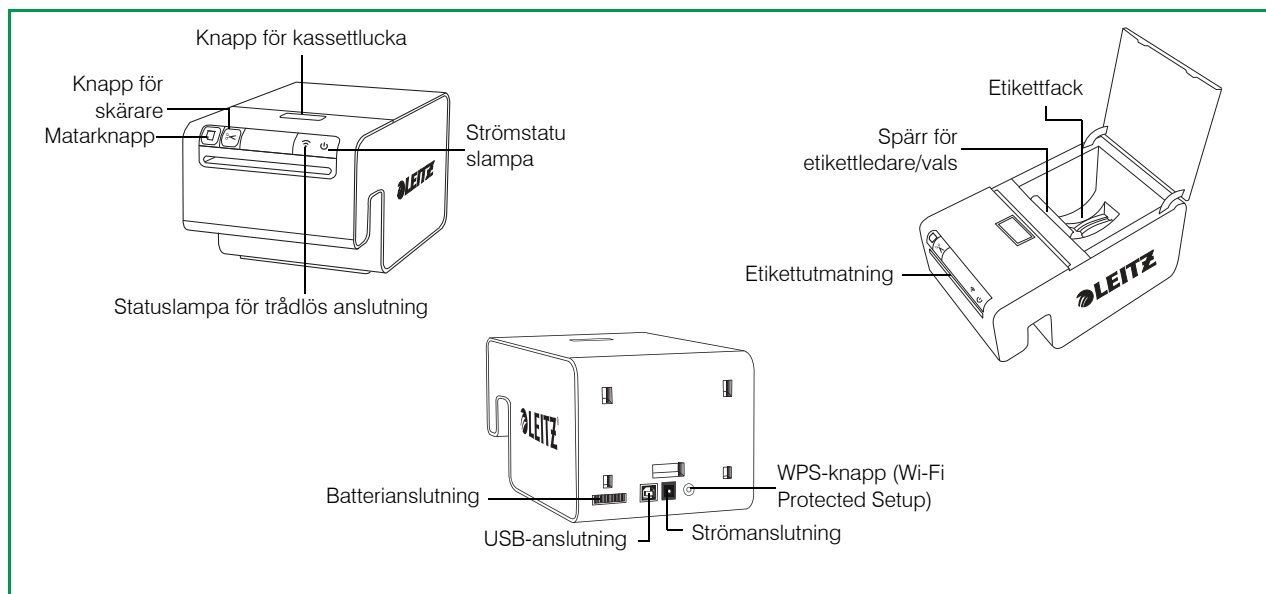 Knapp för kassettlucka
Knapp för
skärare
Matarknapp
Strömstatu
slampa
LEITZ
Statuslampa för trådlös anslutning
Etikettfack
Spärr för
etikettledare/vals
Etikettutmatning
LEITZ
LEITZ
Batterianslutning
USB-anslutning
Strömanslutning
WPS-knapp (Wi-Fi
Protected Setup)